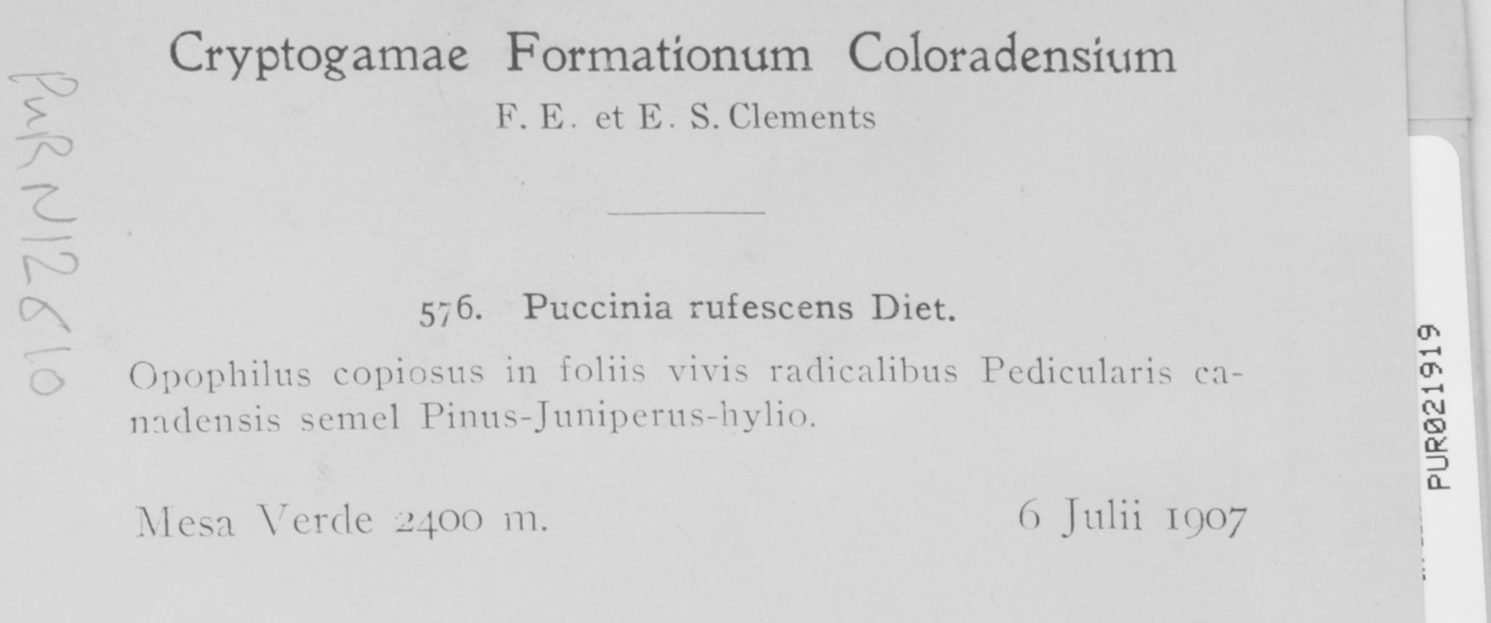 Cryptogamae Formationum Coloradensium
F. E. et E. S. Clements
576. Puccinia rufescens Diet.
Opophilus copiosus in foliis vivis radicalibus Pedicularis ca-
nadensis semel Pinus-Juniperus-hylio.
Mesa Verde 2400 m.
6 Julii 1907
PUR N12610
PUR021919